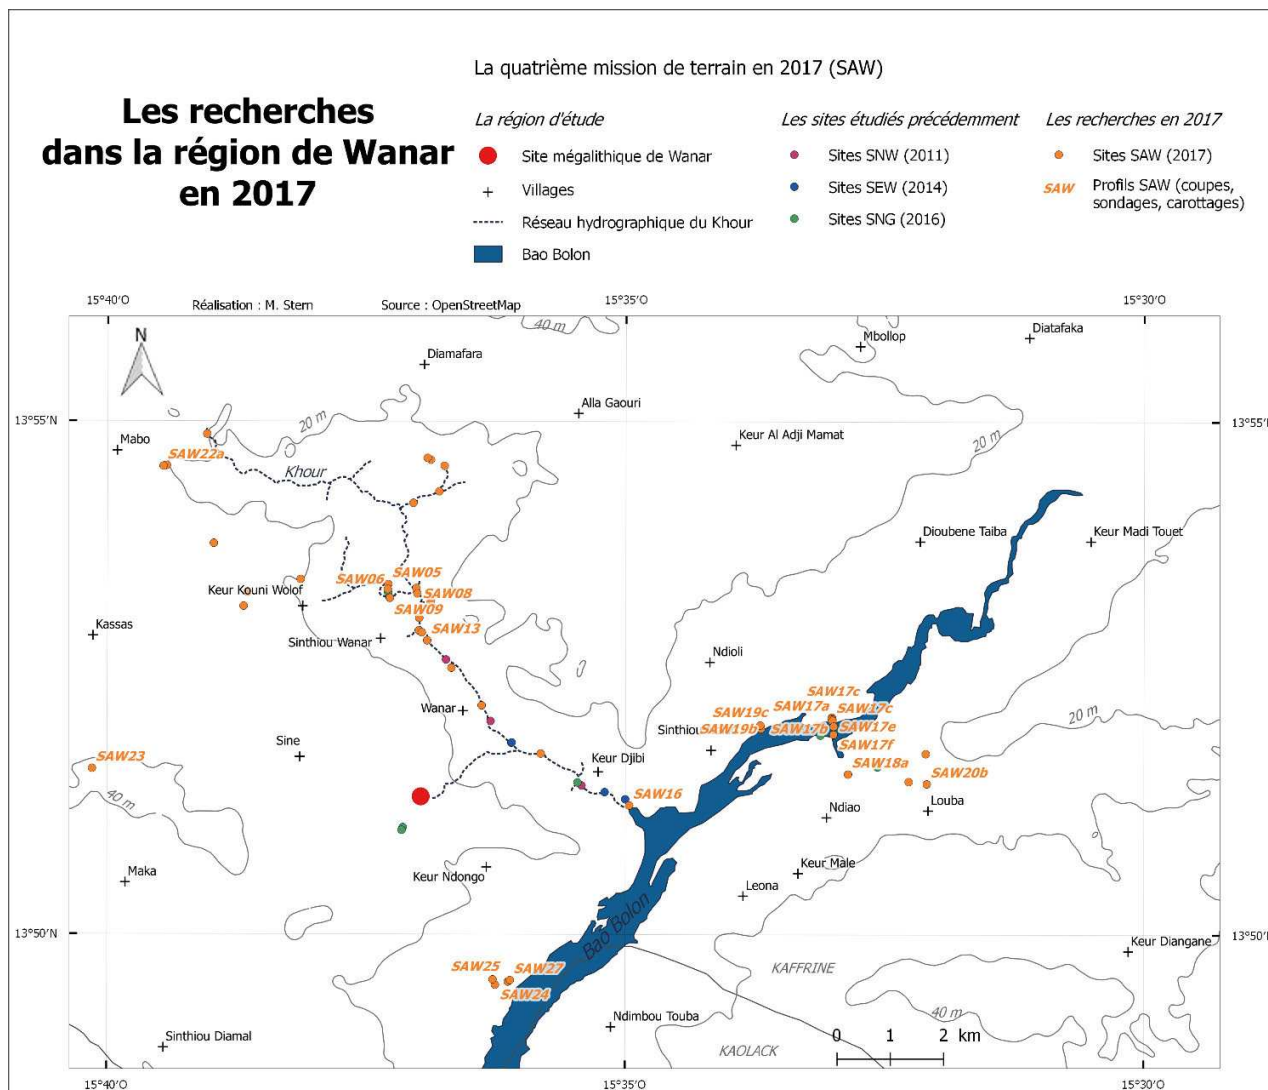 Les recherches
dans la région de Wanar
en 2017
La quatrième mission de terrain en 2017 (SAW)
La région d'étude
Site mégalithique de Wanar
Villages
Réseau hydrographique du Khour
Bao Bolon
Les sites étudiés précédemment
Sites SNW (2011)
Sites SEW (2014)
Sites SNG (2016)
Les recherches en 2017
Sites SAW (2017)
SAW Profils SAW (coupes,
sondages, carottages)
15°40'O
Réalisation : M. Stern
Source : OpenStreetMap
15°35'O
15°30'O
N
40 m
Diamafara
Mbollop
Diatafaka
Alla Gaouri
13°55'N
13°55'N
20 m
Mabo
SAW22a
Khour
Keur Al Adji Mamat
20 m
Dioubene Taiba
Keur Madi Touet
SAW06
SAW05
SAW08
Keur Kouni Wolof
SAW09
SAW13
Kassas
Sinthiou Wanar
Ndioli
Wanar
SAW17c
SAW19c
SAW17a
SAW17c
SAW19b
SAW17b
SAW17e
SAW17f
Sinthiou
20 m
Sine
SAW23
Keur Djibi
SAW18a
SAW20b
SAW16
40 m
Louba
Ndiao
Maka
Keur Ndongo
Keur Male
Leona
Bao Bolon
13°50'N
13°50'N
Keur Diangane
KAFFRINE
SAW25
SAW27
SAW24
40 m
Ndimbou Touba
Sinthiou Diamal
KAOLACK
0 1 2 km
15°40'O
15°35'O
15°30'O